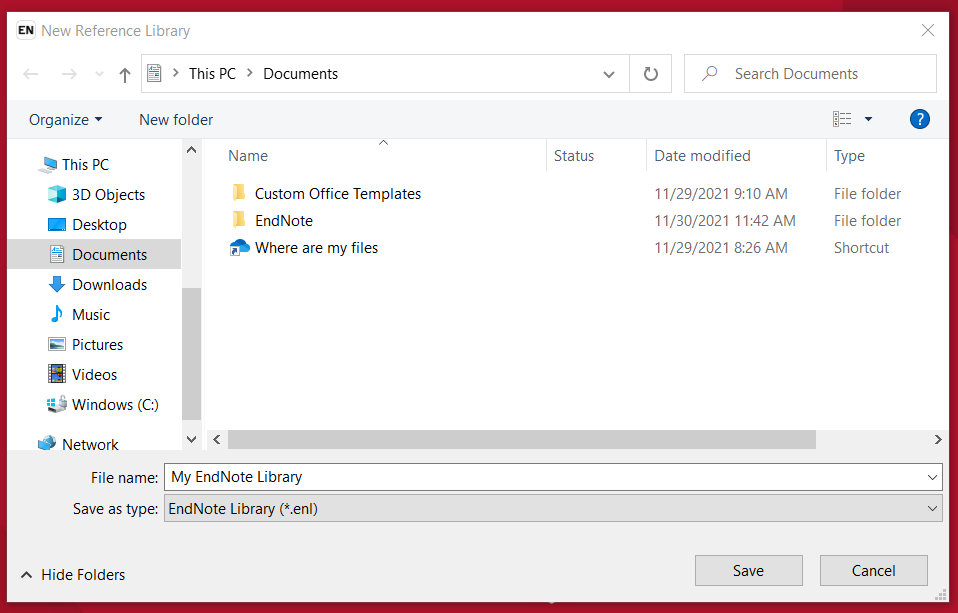 EN New Reference Library
This PC > Documents
Search Documents
Organize
New folder
?
This PC
3D Objects
Desktop
Documents
Downloads
Music
Pictures
Videos
Windows (C:)
Network
Name Status Date modified Type
Custom Office Templates 11/29/2021 9:10 AM File folder
EndNote 11/30/2021 11:42 AM File folder
Where are my files 11/29/2021 8:26 AM Shortcut
File name: My EndNote Library
Save as type: EndNote Library (*.enl)
Hide Folders
Save
Cancel